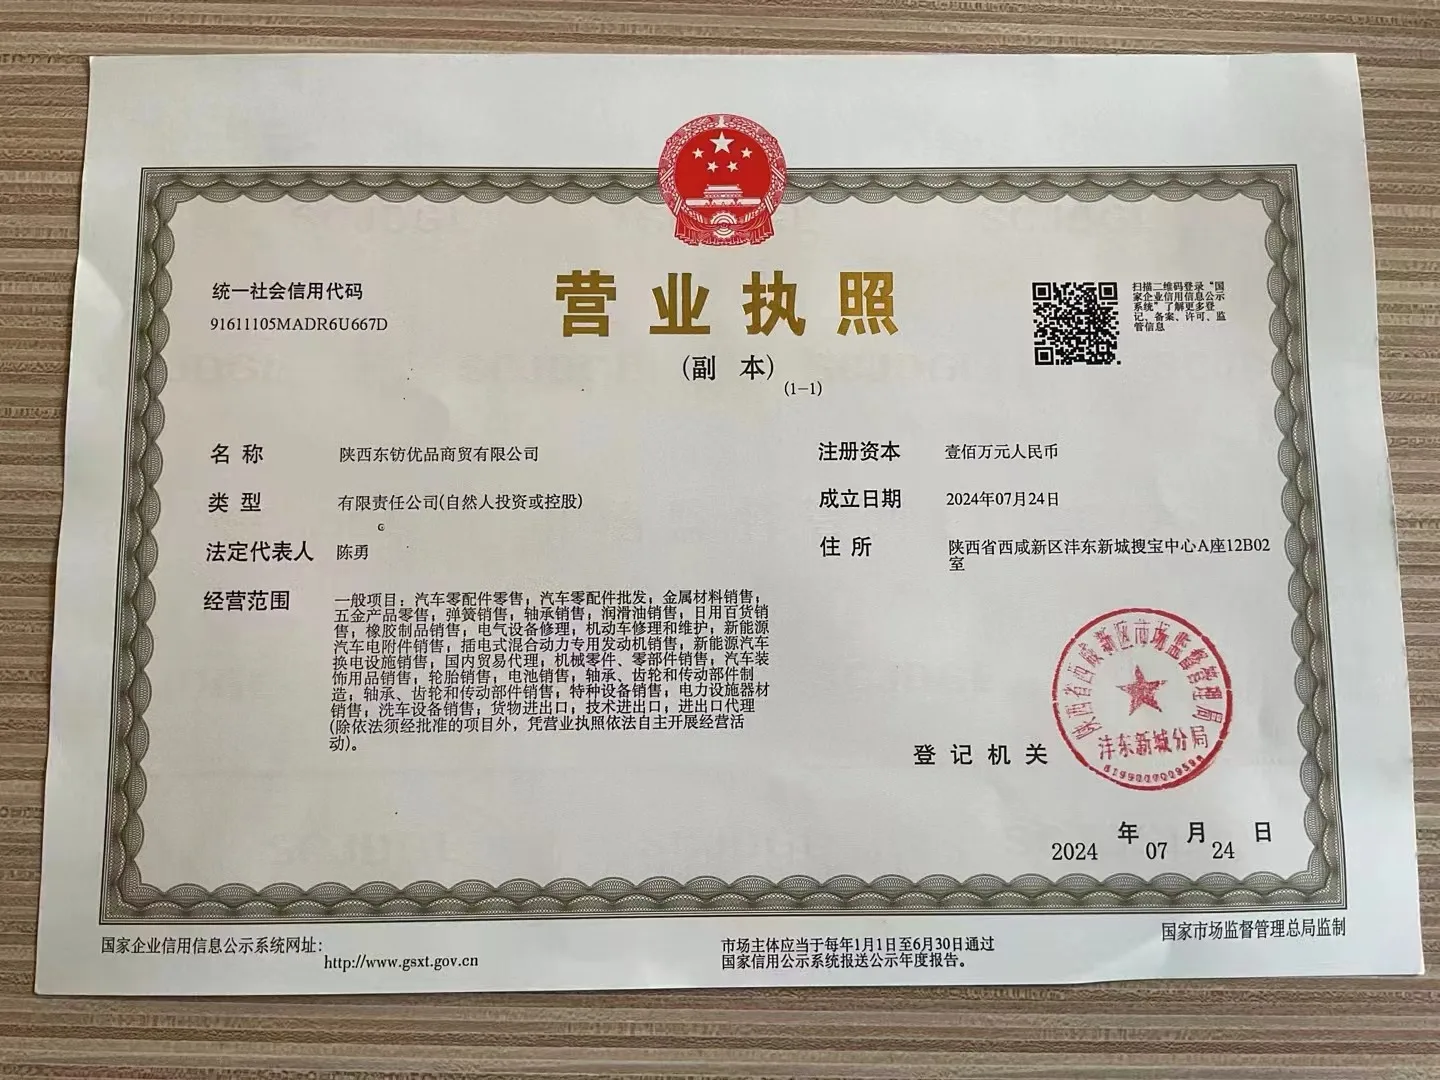 营业执照
(副 本)
(1-1)
统一社会信用代码
91611105MADR6U667D
扫描二维码登录“国
家企业信用信息公示
系统”了解更多登
记、备案、许可、监
管信息
名称 陕西东钫优品商贸有限公司
类型 有限责任公司(自然人投资或控股)
法定代表人 陈勇
经营范围 一般项目：汽车零配件零售；汽车零配件批发；金属材料销售；
五金产品零售；弹簧销售；轴承销售；润滑油销售；日用百货销
售；橡胶制品销售；电气设备修理；机动车修理和维护；新能源
汽车电附件销售；插电式混合动力专用发动机销售；新能源汽车
换电设施销售；国内贸易代理；机械零件、零部件销售；汽车装
饰用品销售；轮胎销售；电池销售；轴承、齿轮和传动部件制
造；轴承、齿轮和传动部件销售；特种设备销售；电力设施器材
销售；洗车设备销售；货物进出口；技术进出口；进出口代理
(除依法须经批准的项目外，凭营业执照依法自主开展经营活
动)。
注册资本 壹佰万元人民币
成立日期 2024年07月24日
住所 陕西省西咸新区沣东新城搜宝中心A座12B02
室
登记机关
陕西省西咸新区市场监督管理局
沣东新城分局
2024 年 07 月 24 日
国家企业信用信息公示系统网址：
http://www.gsxt.gov.cn
市场主体应当于每年1月1日至6月30日通过
国家信用公示系统报送公示年度报告。
国家市场监督管理总局监制